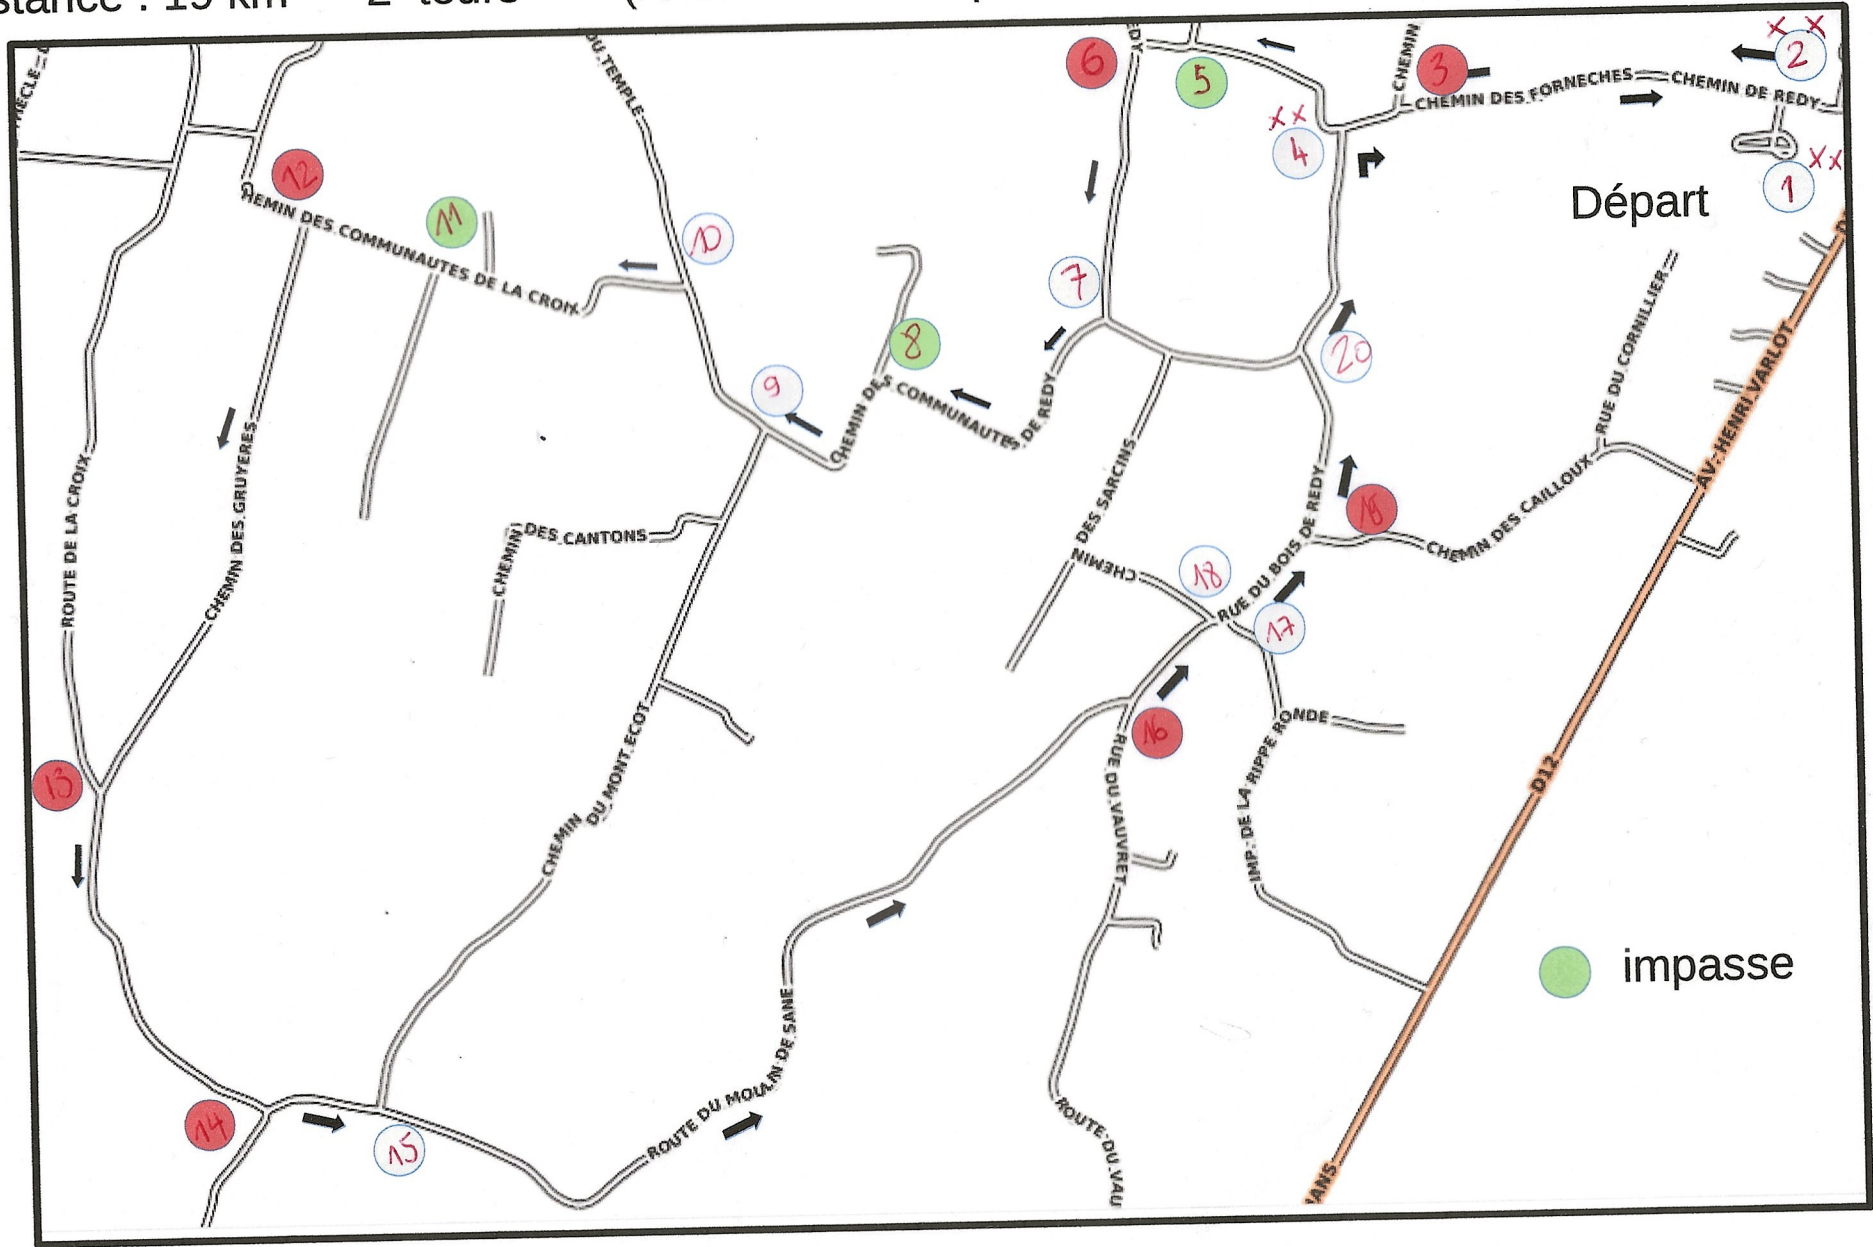 stance : 19 km 2 tours (
6
5
CHEMIN
3
2
x x
CHEMIN DES FORNECHES
CHEMIN DE REDY
x x
4
x x
1
Départ
DU TEMPLE
12
CHEMIN DES COMMUNAUTES DE LA CROIX
11
10
7
8
9
CHEMIN DES COMMUNAUTES DE REDY
20
RUE DU CORNILLIER
AV. HENRI VARLOT
ROUTE DE LA CROIX
CHEMIN DES GRUYERES
CHEMIN DES CANTONS
CHEMIN DES SARCINS
18
17
RUE DU BOIS DE REDY
CHEMIN DES CAILLOUX
CHEMIN DU MONT ECOT
13
16
RONDE
IMP. DE LA RIPPE
RUE DU VAUVRET
D12
impasse
14
15
ROUTE DU MOULIN DE SANE
ROUTE DU VAU